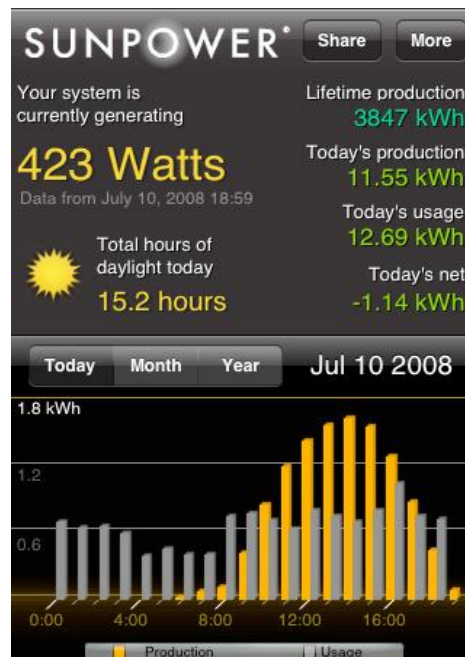 SUNPOWER®
Share
More
Your system is
currently generating
423 Watts
Data from July 10, 2008 18:59
Total hours of
daylight today
15.2 hours
Lifetime production
3847 kWh
Today's production
11.55 kWh
Today's usage
12.69 kWh
Today's net
-1.14 kWh
Today
Month
Year
Jul 10 2008
1.8 kWh
1.2
0.6
0:00
4:00
8:00
12:00
16:00
Production
Usage